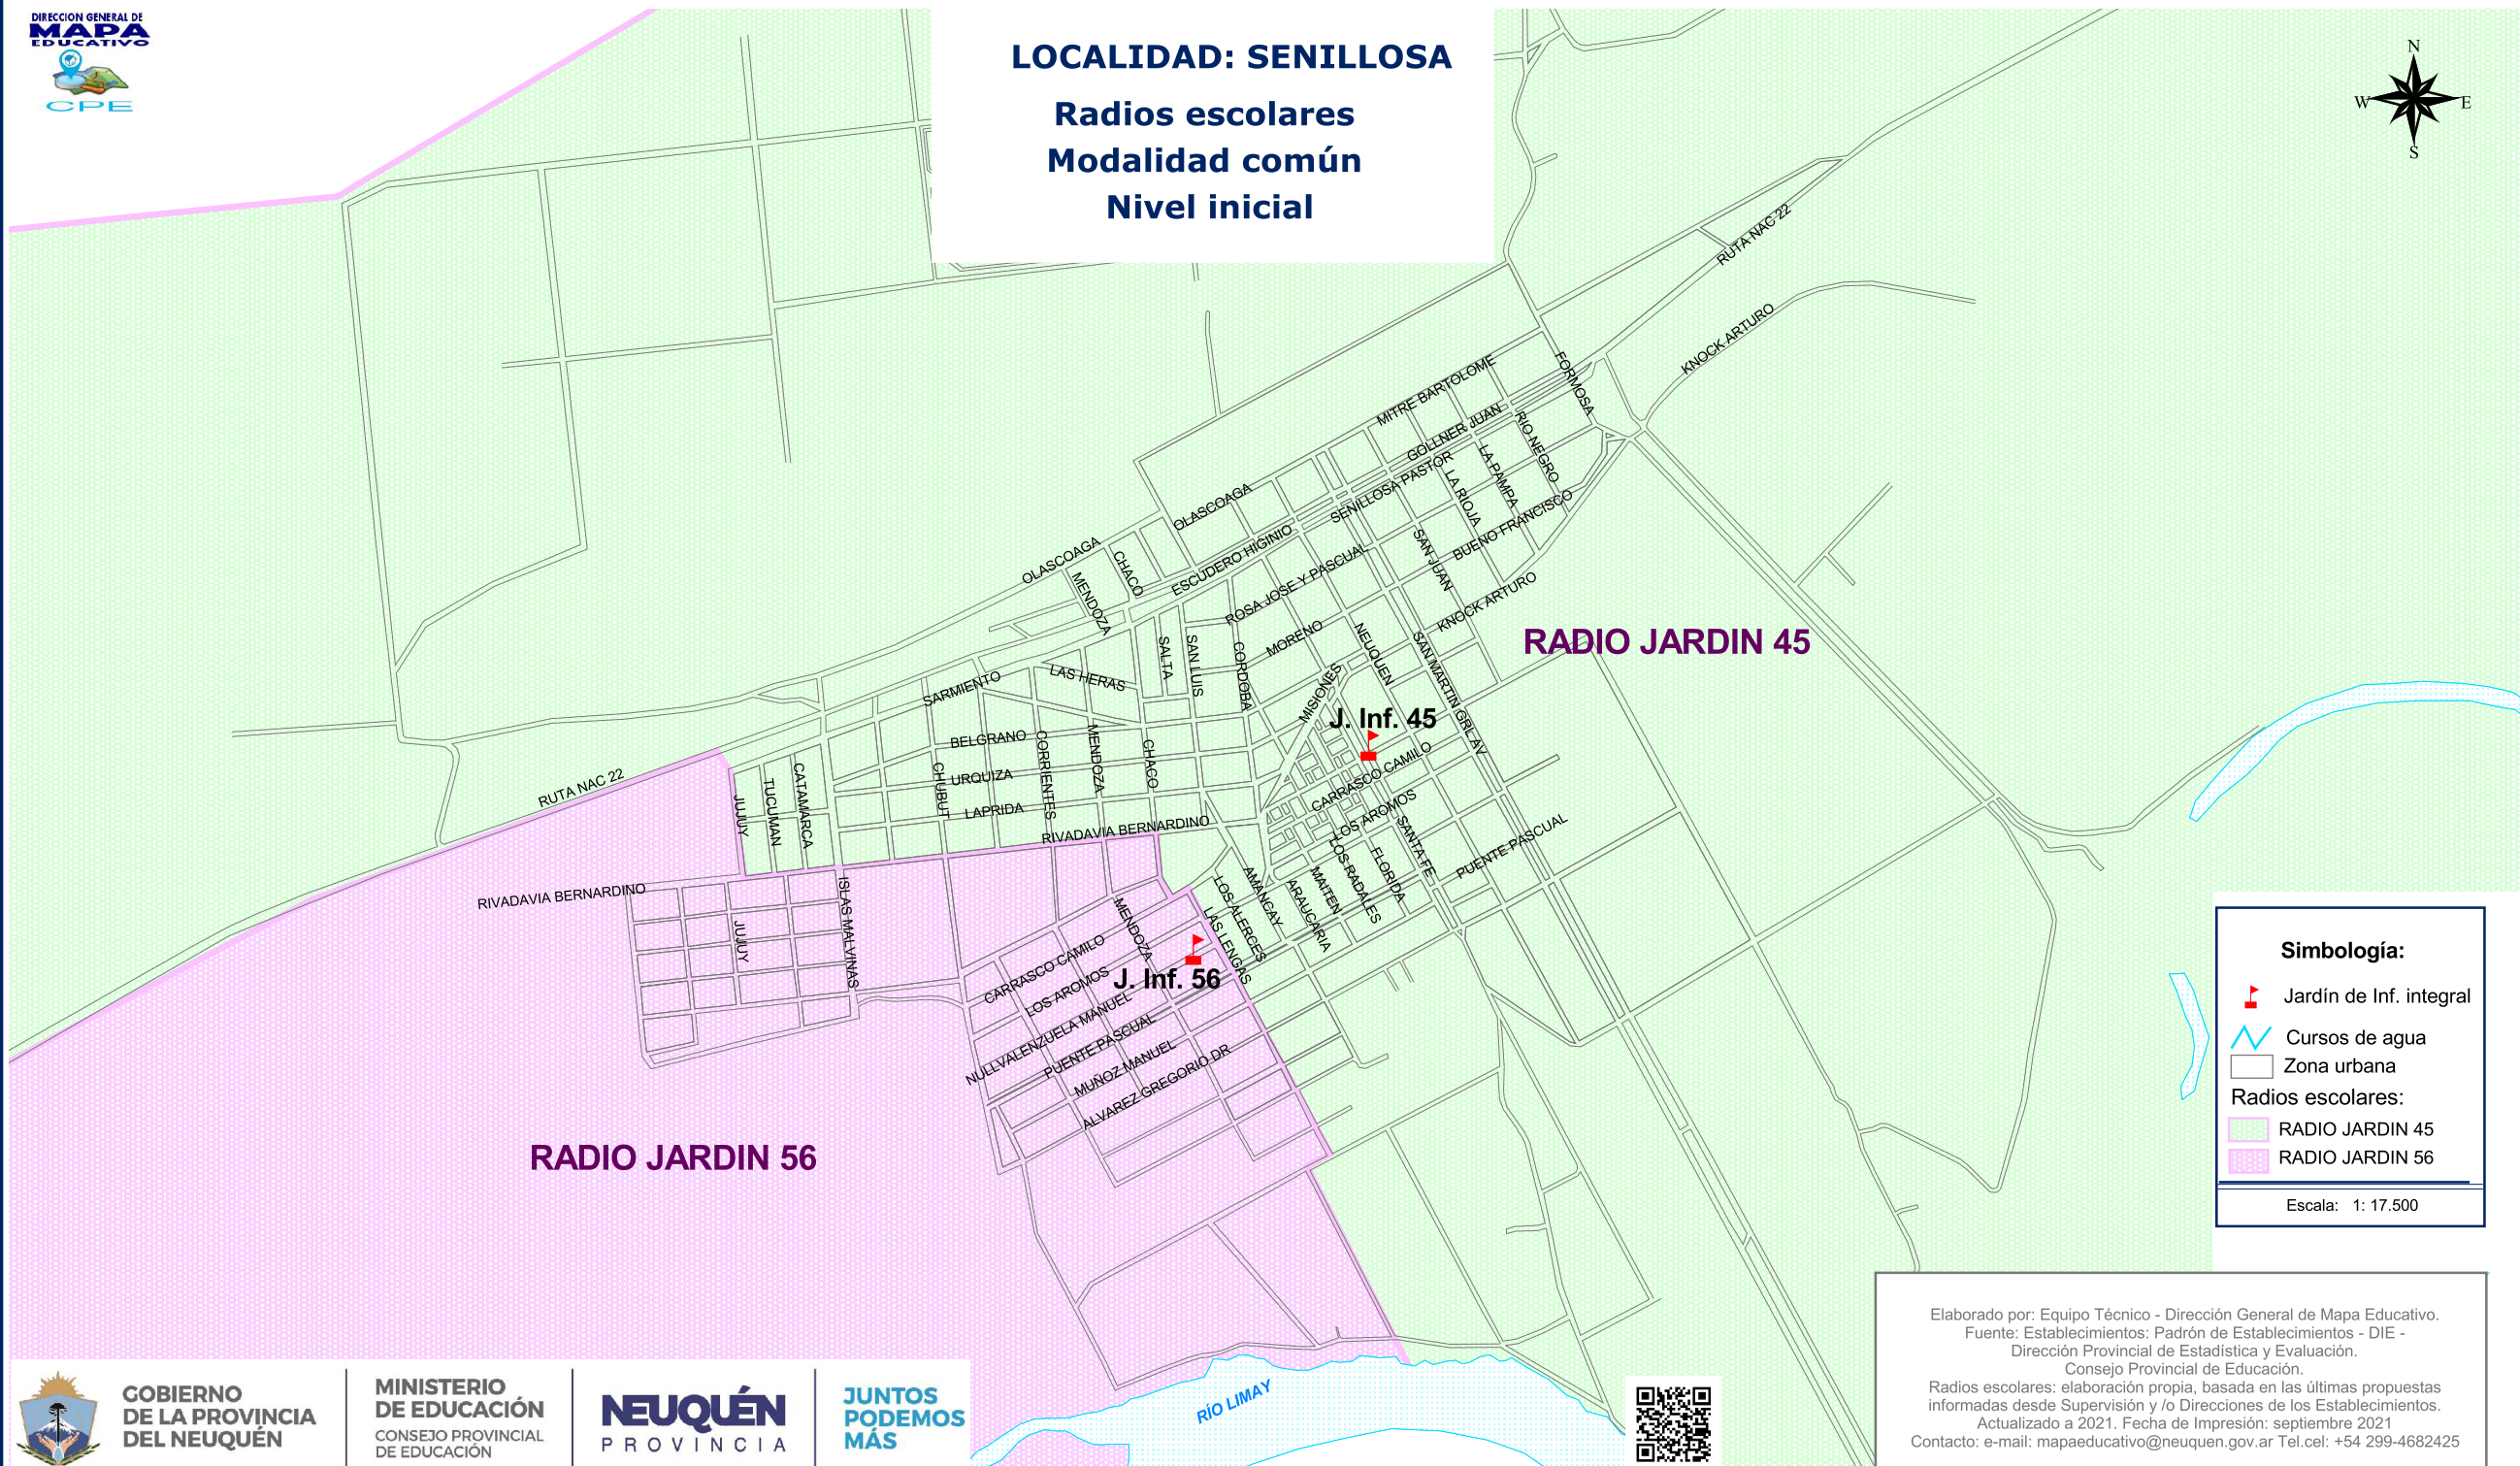 DIRECCION GENERAL DE
MAPA
EDUCATIVO
CPE
LOCALIDAD: SENILLOSA
Radios escolares
Modalidad común
Nivel inicial
N
W
E
S
RUTA NAC 22
KNOCK ARTURO
FORMOSA
MITRE BARTOLOME
GOLLNER JUAN
RIO NEGRO
SENILLOSA PASTOR
LA PAMPA
LA RIOJA
OLASCOAGA
BUENO FRANCISCO
OLASCOAGA
CHACO
ESCUDERO HIGINIO
SAN JUAN
MENDOZA
ROSA JOSE Y PASCUAL
KNOCK ARTURO
MORENO
NEUQUEN
RADIO JARDIN 45
SALTA
SAN LUIS
CORDOBA
SAN MARTIN GRL AV
LAS HERAS
SARMIENTO
MISIONES
J. Inf. 45
BELGRANO
CORRIENTES
MENDOZA
CHACO
CARRASCO CAMILO
RUTA NAC 22
JUJUY
TUCUMAN
CATAMARCA
CHUBUT
URQUIZA
LAPRIDA
LOS AROMOS
RIVADAVIA BERNARDINO
SANTA FE
PUENTE PASCUAL
LOS RADALES
FLORIDA
MAITEN
ARAUCARIA
AMANCAY
LOS ALERCES
LAS LENGAS
RIVADAVIA BERNARDINO
ISLAS MALVINAS
JUJUY
MENDOZA
CARRASCO CAMILO
LOS AROMOS
J. Inf. 56
NULLVALENZUELA MANUEL
PUENTE PASCUAL
MUÑOZ MANUEL
ALVAREZ GREGORIO DR
RADIO JARDIN 56
RÍO LIMAY
Simbología:
Jardín de Inf. integral
Cursos de agua
Zona urbana
Radios escolares:
RADIO JARDIN 45
RADIO JARDIN 56
Escala: 1: 17.500
Elaborado por: Equipo Técnico - Dirección General de Mapa Educativo.
Fuente: Establecimientos: Padrón de Establecimientos - DIE -
Dirección Provincial de Estadística y Evaluación.
Consejo Provincial de Educación.
Radios escolares: elaboración propia, basada en las últimas propuestas
informadas desde Supervisión y /o Direcciones de los Establecimientos.
Actualizado a 2021. Fecha de Impresión: septiembre 2021
Contacto: e-mail: mapaeducativo@neuquen.gov.ar Tel.cel: +54 299-4682425
GOBIERNO
DE LA PROVINCIA
DEL NEUQUÉN
MINISTERIO
DE EDUCACIÓN
CONSEJO PROVINCIAL
DE EDUCACIÓN
NEUQUÉN
PROVINCIA
JUNTOS
PODEMOS
MÁS